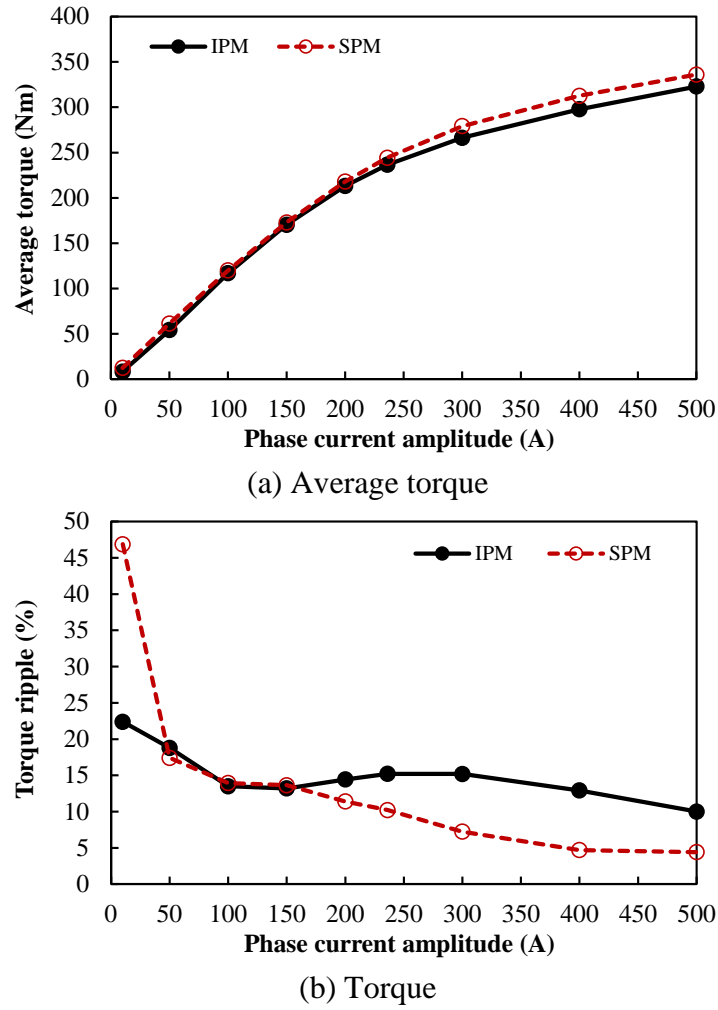 400
350
300
250
200
150
100
50
0
IPM SPM
Average torque (Nm)
0 50 100 150 200 250 300 350 400 450 500
Phase current amplitude (A)
(a) Average torque
50
45
40
35
30
25
20
15
10
5
0
IPM SPM
Torque ripple (%)
0 50 100 150 200 250 300 350 400 450 500
Phase current amplitude (A)
(b) Torque